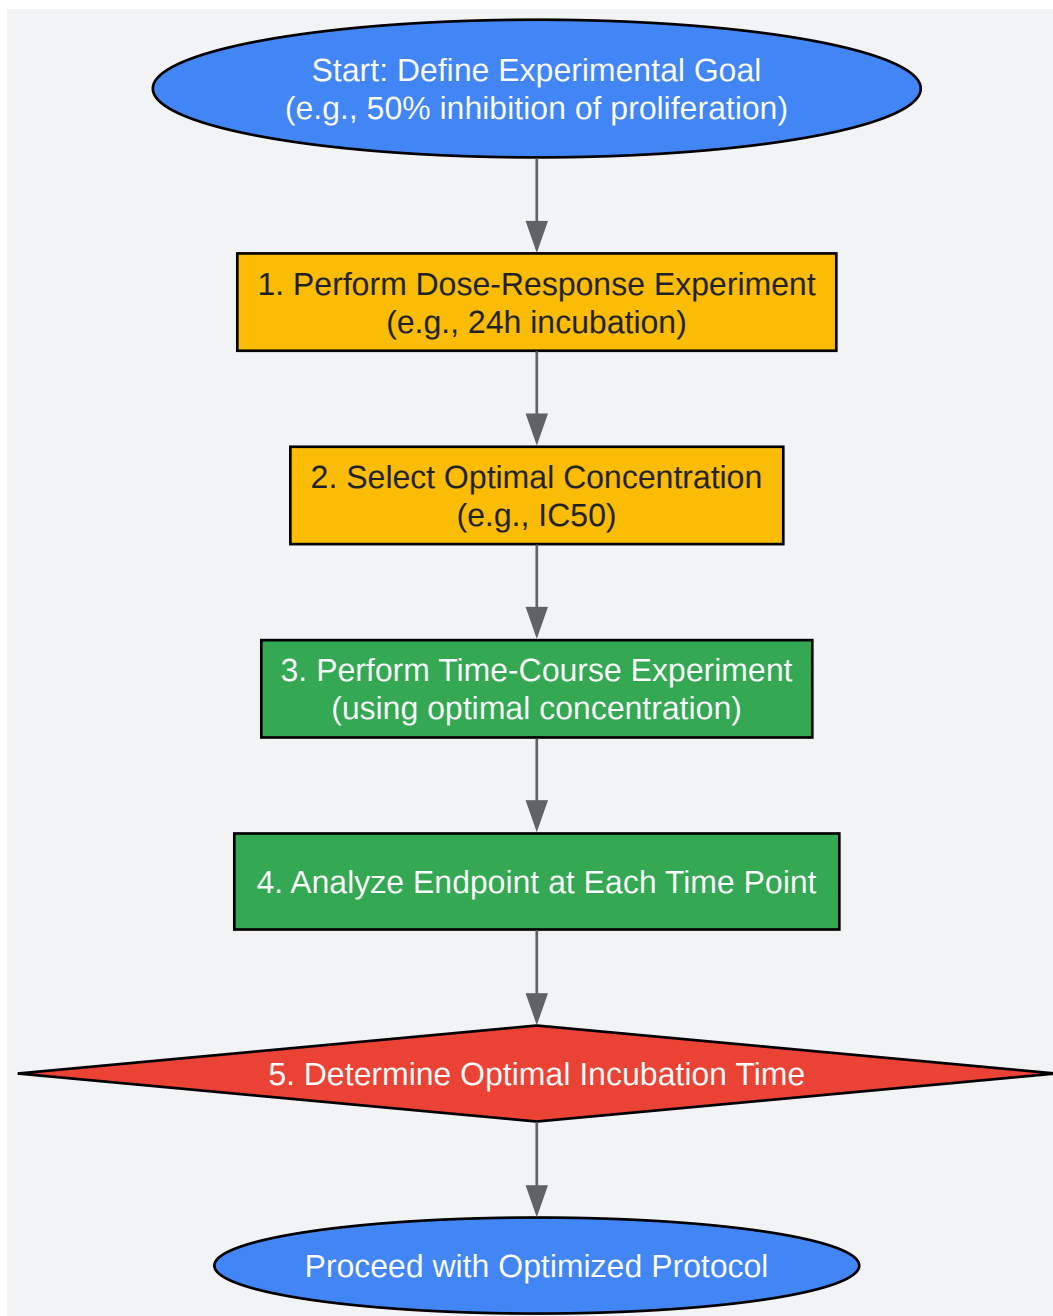 Start: Define Experimental Goal
(e.g., 50% inhibition of proliferation)
1. Perform Dose-Response Experiment
(e.g., 24h incubation)
2. Select Optimal Concentration
(e.g., IC50)
3. Perform Time-Course Experiment
(using optimal concentration)
4. Analyze Endpoint at Each Time Point
5. Determine Optimal Incubation Time
Proceed with Optimized Protocol